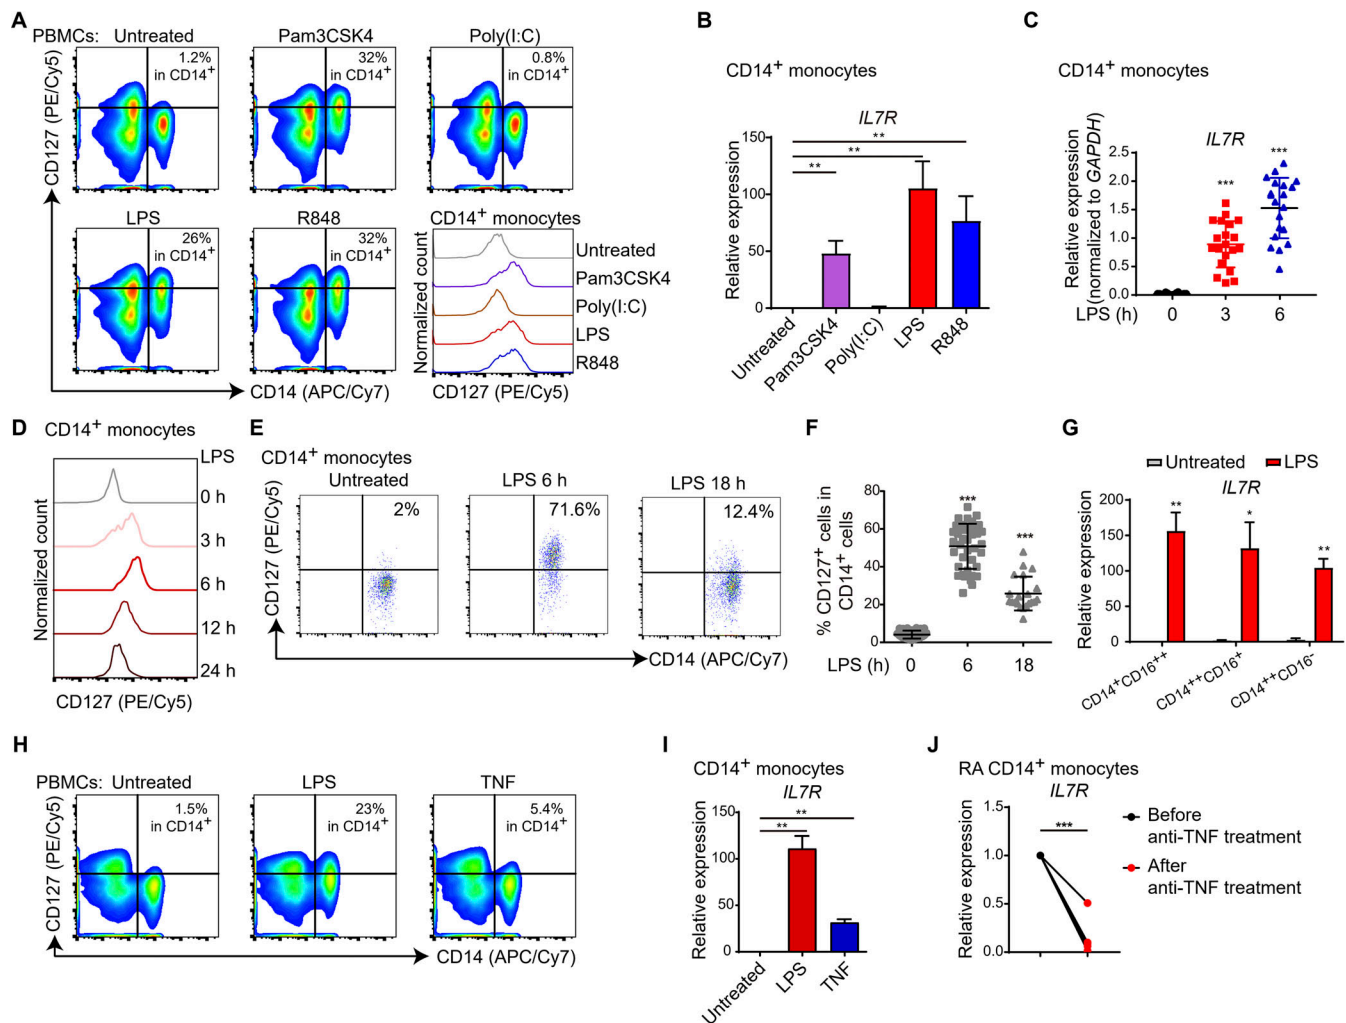 A
PBMCs: Untreated
Pam3CSK4
Poly(I:C)
1.2%
in CD14+
32%
in CD14+
0.8%
in CD14+
CD127 (PE/Cy5)
LPS
R848
26%
in CD14+
32%
in CD14+
CD14 (APC/Cy7)
CD14+ monocytes
Normalized count
Untreated
Pam3CSK4
Poly(I:C)
LPS
R848
CD127 (PE/Cy5)
B
CD14+ monocytes
IL7R
**
**
**
Relative expression
150
100
50
0
Untreated
Pam3CSK4
Poly(I:C)
LPS
R848
C
CD14+ monocytes
IL7R
***
***
Relative expression
(normalized to GAPDH)
2.5
2.0
1.5
1.0
0.5
0.0
LPS (h) 0 3 6
D
CD14+ monocytes
LPS
0 h
3 h
6 h
12 h
24 h
Normalized count
CD127 (PE/Cy5)
E
CD14+ monocytes
Untreated
LPS 6 h
LPS 18 h
2%
71.6%
12.4%
CD127 (PE/Cy5)
CD14 (APC/Cy7)
F
% CD127+ cells in
CD14+ cells
80
60
40
20
0
***
***
LPS (h) 0 6 18
G
Untreated LPS
IL7R
**
*
**
Relative expression
200
150
100
50
0
CD14+CD16++
CD14++CD16+
CD14++CD16-
H
PBMCs: Untreated
LPS
TNF
1.5%
in CD14+
23%
in CD14+
5.4%
in CD14+
CD127 (PE/Cy5)
CD14 (APC/Cy7)
I
CD14+ monocytes
IL7R
**
**
Relative expression
150
100
50
0
Untreated
LPS
TNF
J
RA CD14+ monocytes
IL7R
***
Relative expression
1.5
1.0
0.5
0.0
Before
anti-TNF treatment
After
anti-TNF treatment